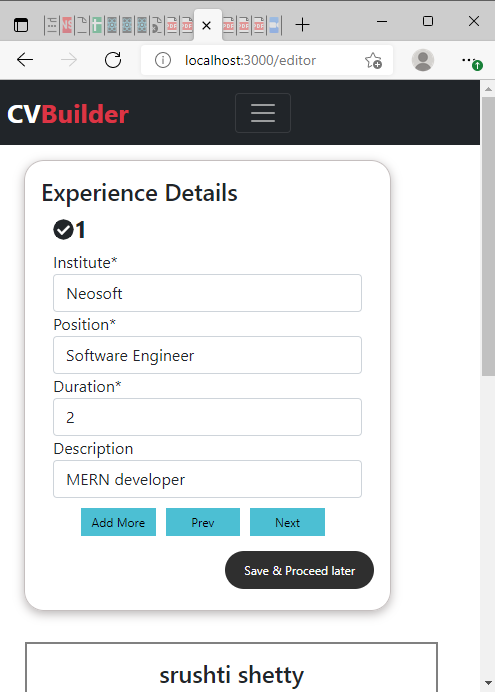 localhost:3000/editor
CVBuilder
Experience Details
1
Institute*
Neosoft
Position*
Software Engineer
Duration*
2
Description
MERN developer
Add More Prev Next
Save & Proceed later
srushti shetty